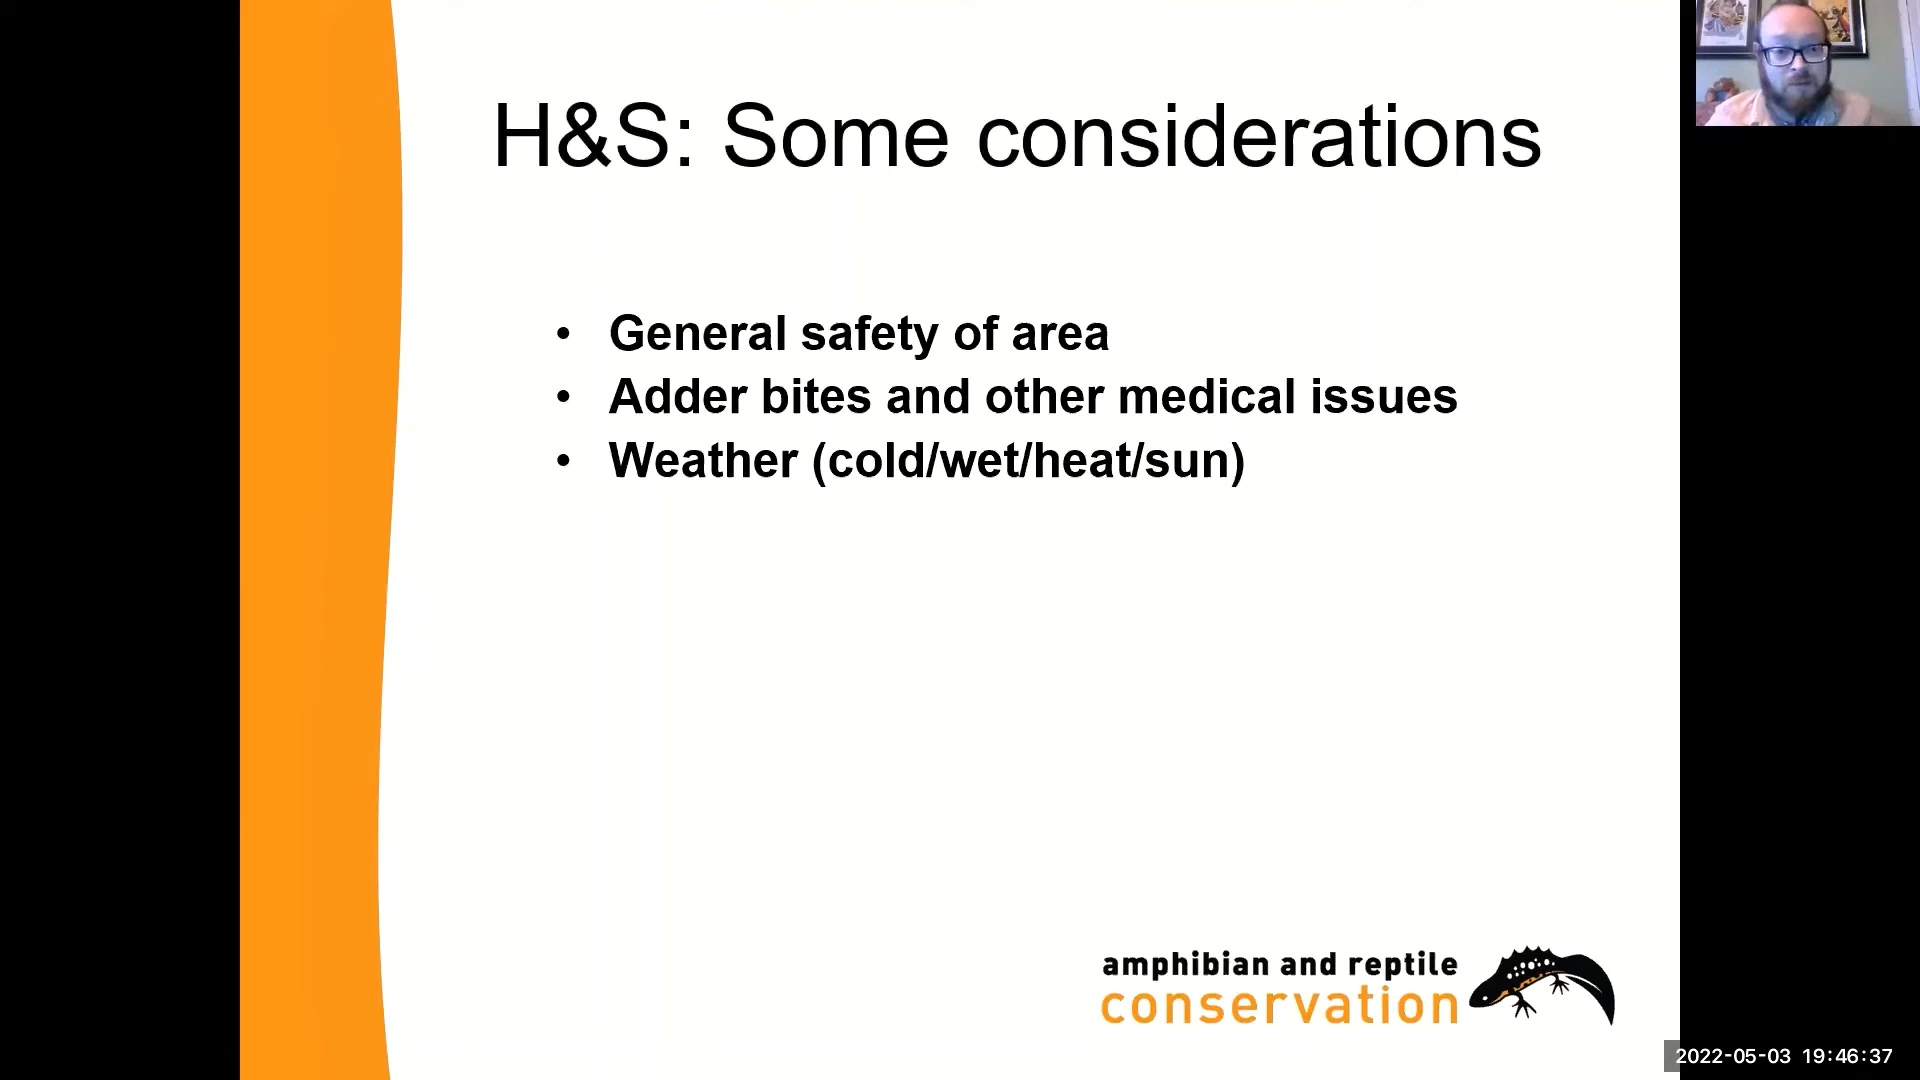 H&S: Some considerations
• General safety of area
• Adder bites and other medical issues
• Weather (cold/wet/heat/sun)
amphibian and reptile
conservation
2022-05-03 19:46:37